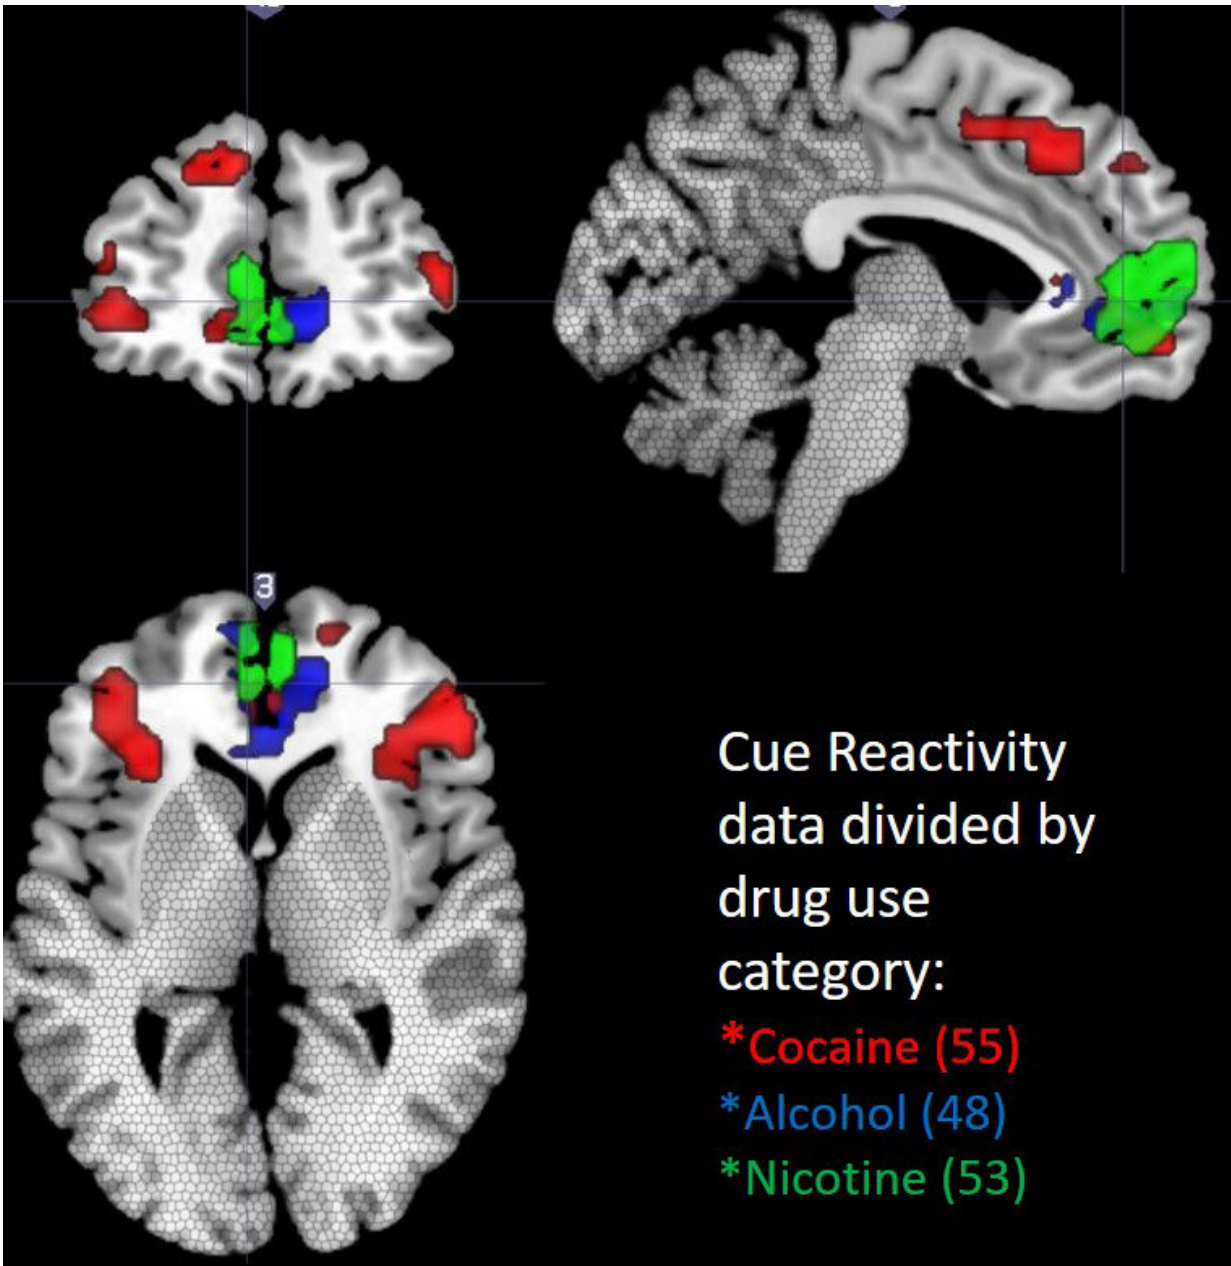 3
Cue Reactivity
data divided by
drug use
category:
*Cocaine (55)
*Alcohol (48)
*Nicotine (53)